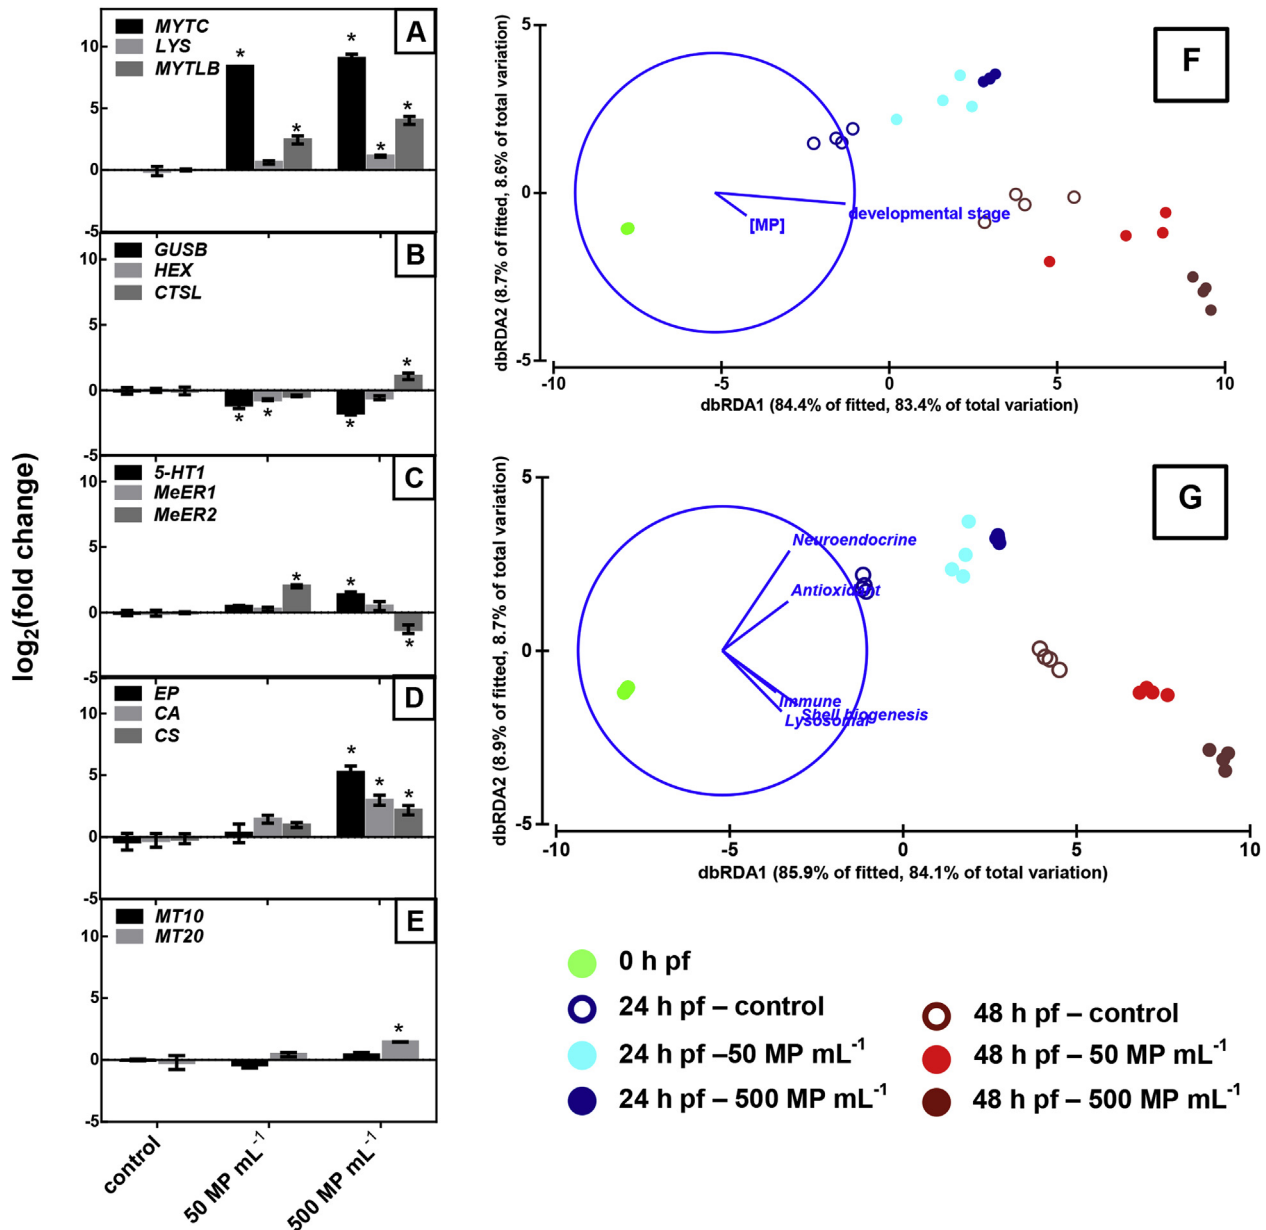 A
MYTC
LYS
MYTLB
10
5
0
-5
*
*
*
*
*
B
GUSB
HEX
CTSL
10
5
0
-5
*
*
*
*
C
5-HT1
MeER1
MeER2
10
5
0
-5
*
*
*
D
EP
CA
CS
10
5
0
-5
*
*
*
E
MT10
MT20
10
5
0
-5
*
log2(fold change)
control
50 MP mL-1
500 MP mL-1
F
5
0
-5
dbRDA2 (8.7% of fitted, 8.6% of total variation)
developmental stage
[MP]
-10
-5
0
5
10
dbRDA1 (84.4% of fitted, 83.4% of total variation)
G
5
0
-5
dbRDA2 (8.9% of fitted, 8.7% of total variation)
Neuroendocrine
Antioxidant
Immune
Shell biogenesis
Lysosomal
-10
-5
0
5
10
dbRDA1 (85.9% of fitted, 84.1% of total variation)
0 h pf
24 h pf – control
24 h pf –50 MP mL-1
24 h pf – 500 MP mL-1
48 h pf – control
48 h pf – 50 MP mL-1
48 h pf – 500 MP mL-1